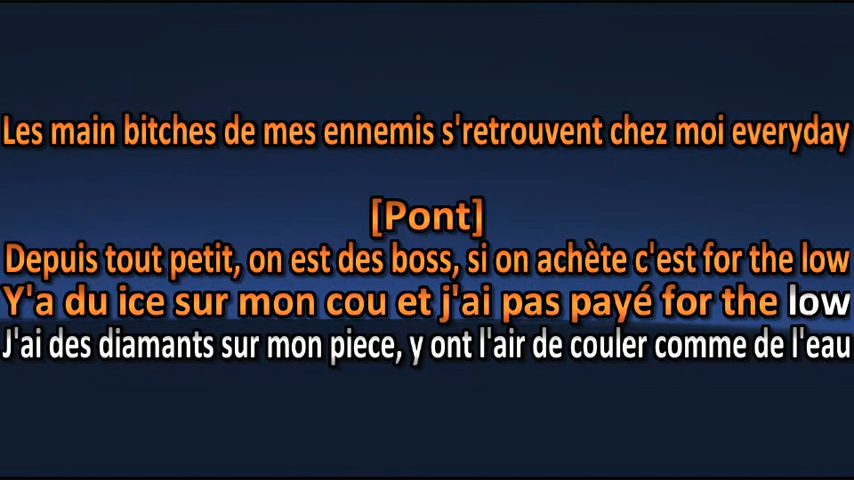 Les main bitches de mes ennemis s'retrouvent chez moi everyday
[Pont]
Depuis tout petit, on est des boss, si on achète c'est for the low
Y'a du ice sur mon cou et j'ai pas payé for the low
J'ai des diamants sur mon piece, y ont l'air de couler comme de l'eau